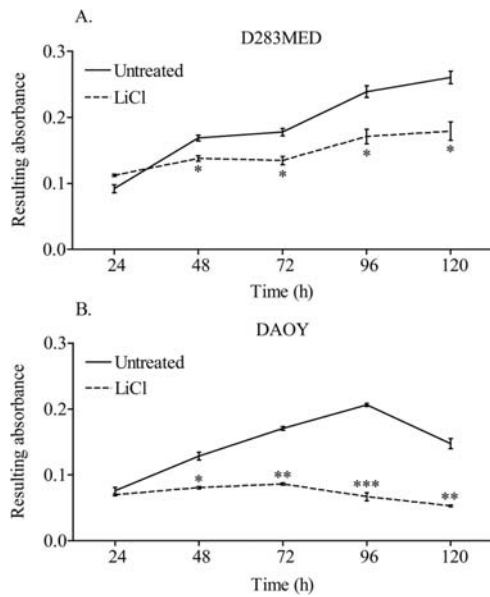 A.
D283MED
Untreated
LiCl
Resulting absorbance
0.3
0.2
0.1
0.0
*
*
*
*
24 48 72 96 120
Time (h)
B.
DAOY
Untreated
LiCl
Resulting absorbance
0.3
0.2
0.1
0.0
*
**
***
**
24 48 72 96 120
Time (h)